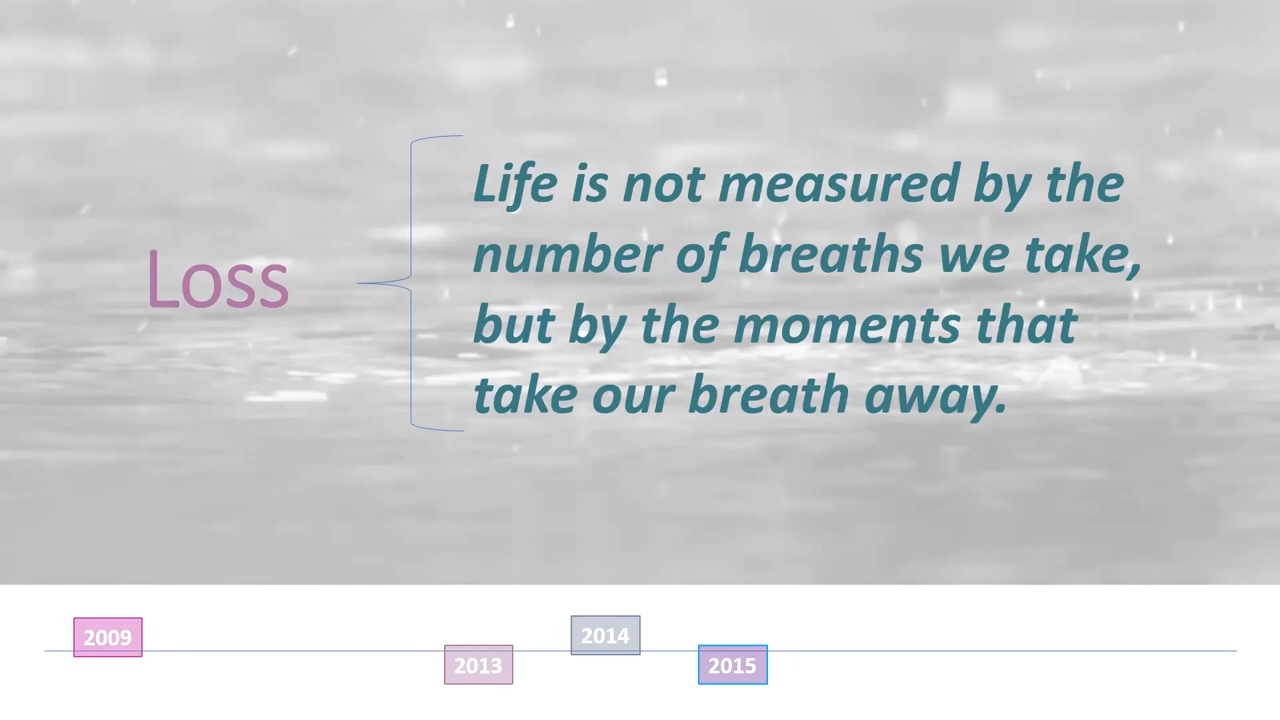 Loss
Life is not measured by the
number of breaths we take,
but by the moments that
take our breath away.
2009
2013
2014
2015